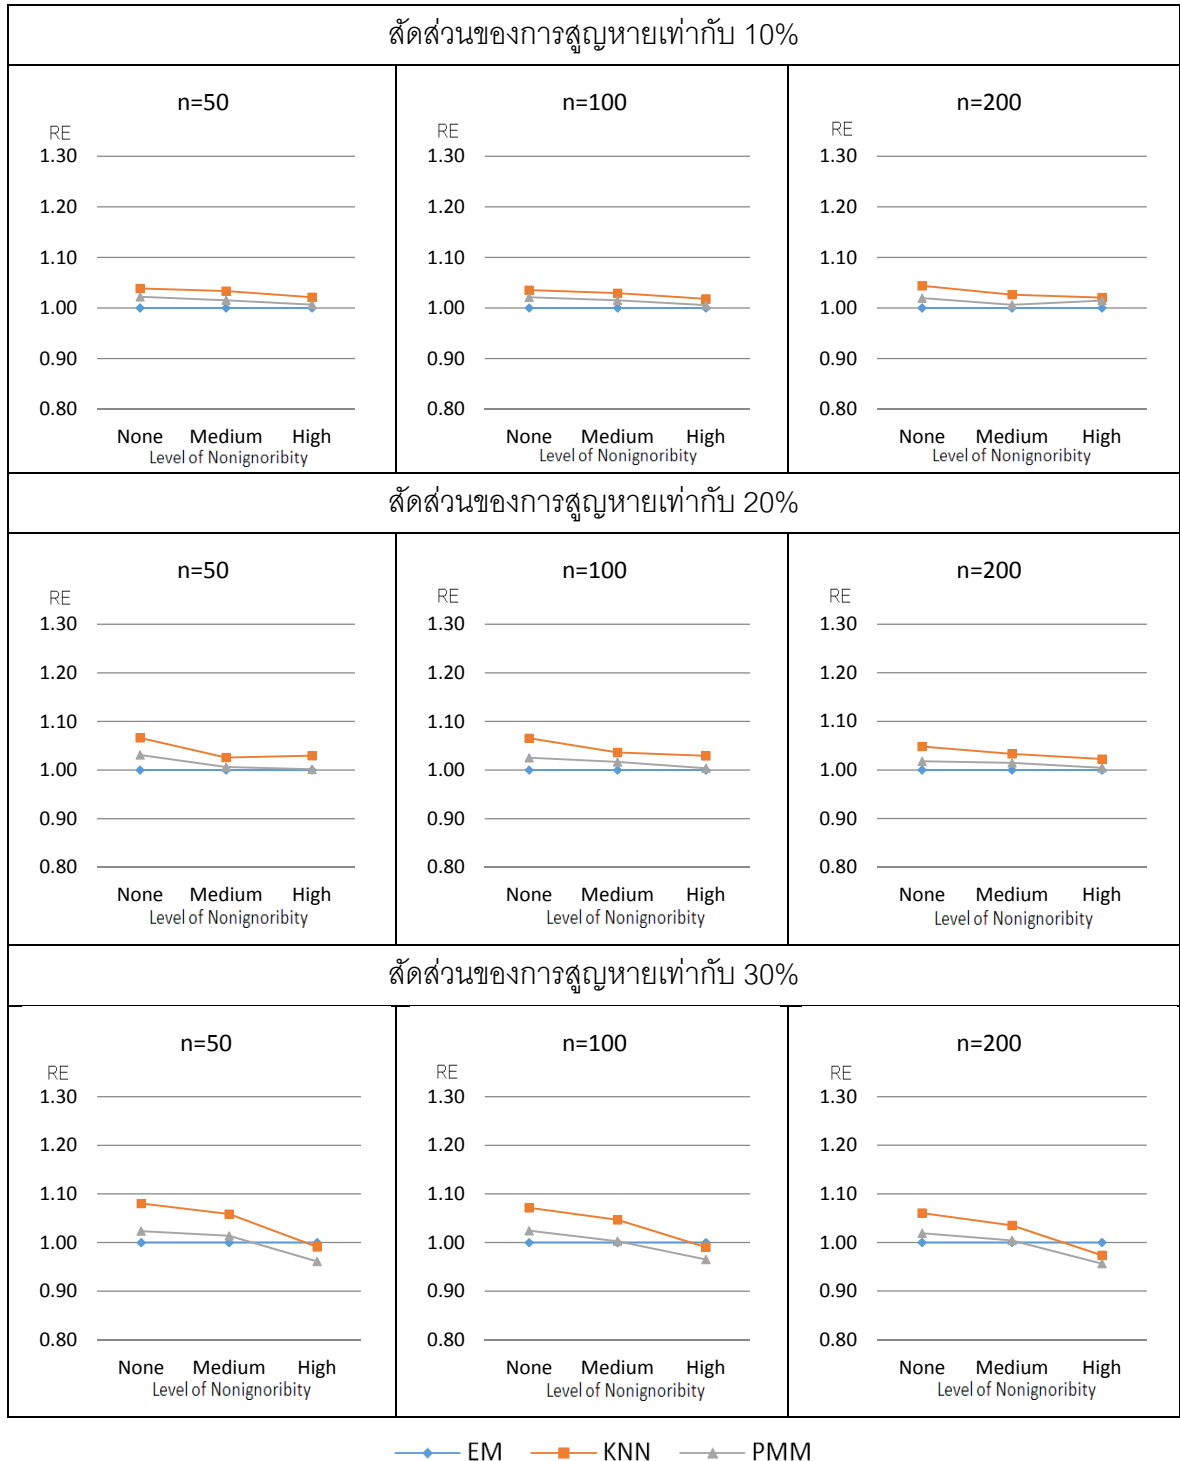 สัดส่วนของการสูญหายเท่ากับ 10%
n=50
RE
1.30
1.20
1.10
1.00
0.90
0.80
None Medium High
Level of Nonignoribity
n=100
RE
1.30
1.20
1.10
1.00
0.90
0.80
None Medium High
Level of Nonignoribity
n=200
RE
1.30
1.20
1.10
1.00
0.90
0.80
None Medium High
Level of Nonignoribity
สัดส่วนของการสูญหายเท่ากับ 20%
n=50
RE
1.30
1.20
1.10
1.00
0.90
0.80
None Medium High
Level of Nonignoribity
n=100
RE
1.30
1.20
1.10
1.00
0.90
0.80
None Medium High
Level of Nonignoribity
n=200
RE
1.30
1.20
1.10
1.00
0.90
0.80
None Medium High
Level of Nonignoribity
สัดส่วนของการสูญหายเท่ากับ 30%
n=50
RE
1.30
1.20
1.10
1.00
0.90
0.80
None Medium High
Level of Nonignoribity
n=100
RE
1.30
1.20
1.10
1.00
0.90
0.80
None Medium High
Level of Nonignoribity
n=200
RE
1.30
1.20
1.10
1.00
0.90
0.80
None Medium High
Level of Nonignoribity
EM KNN PMM